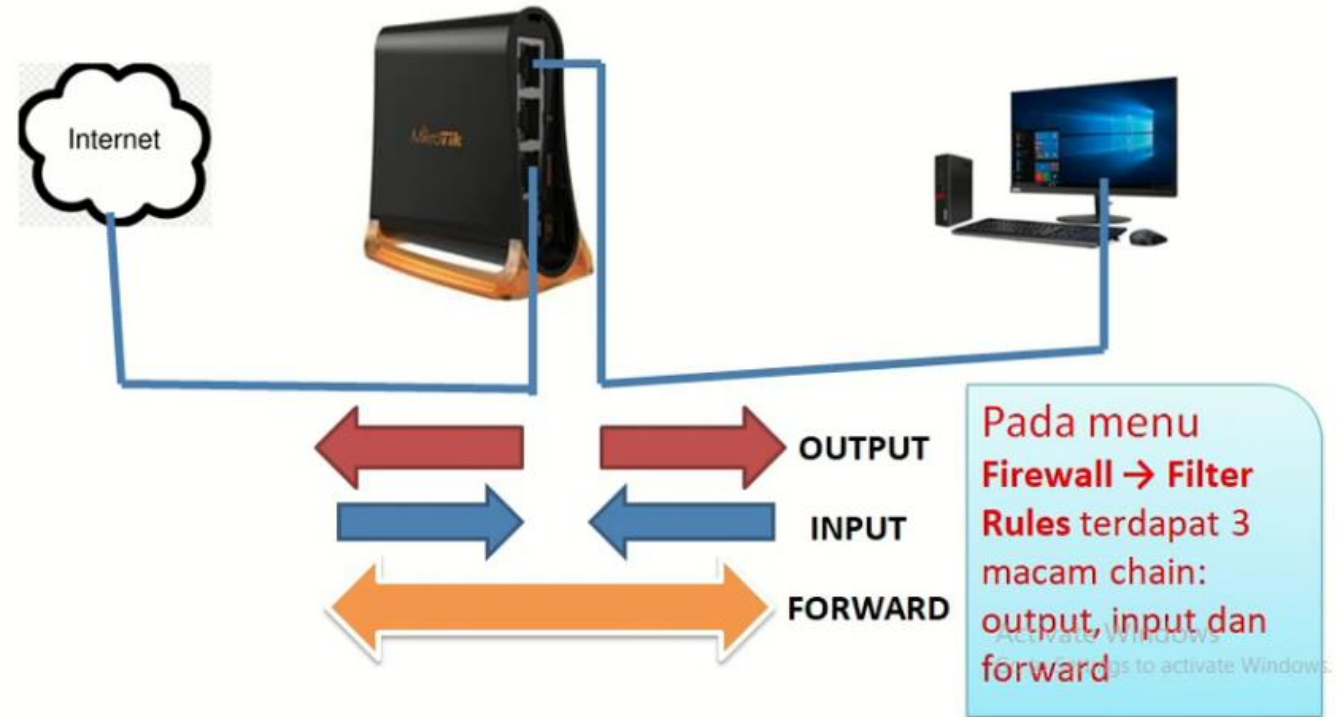 Internet
MikroTik
OUTPUT
INPUT
FORWARD
Pada menu
Firewall → Filter
Rules terdapat 3
macam chain:
output, input dan
forward
Activate Windows
Go to Settings to activate Windows.